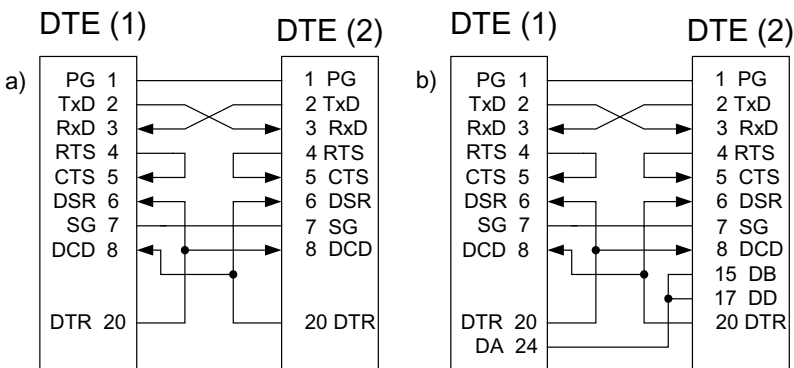 DTE (1) DTE (2) DTE (1) DTE (2)
a) PG 1 1 PG b) PG 1 1 PG
TxD 2 2 TxD TxD 2 2 TxD
RxD 3 3 RxD RxD 3 3 RxD
RTS 4 4 RTS RTS 4 4 RTS
CTS 5 5 CTS CTS 5 5 CTS
DSR 6 6 DSR DSR 6 6 DSR
SG 7 7 SG SG 7 7 SG
DCD 8 8 DCD DCD 8 8 DCD
15 DB
17 DD
DTR 20 20 DTR DTR 20 20 DTR
DA 24